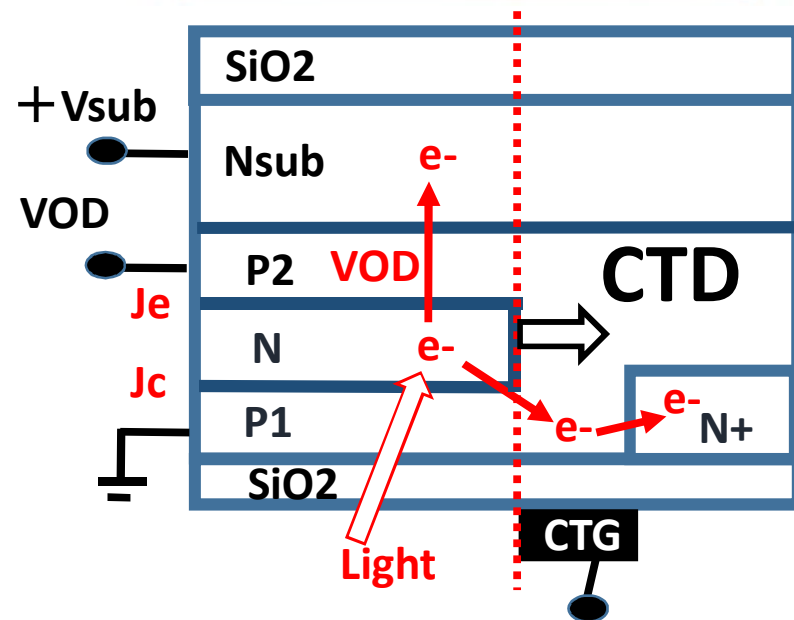 SiO2
＋Vsub
Nsub
e-
VOD
P2
VOD
CTD
Je
N
e-
Jc
P1
e-
e-
N+
SiO2
CTG
Light